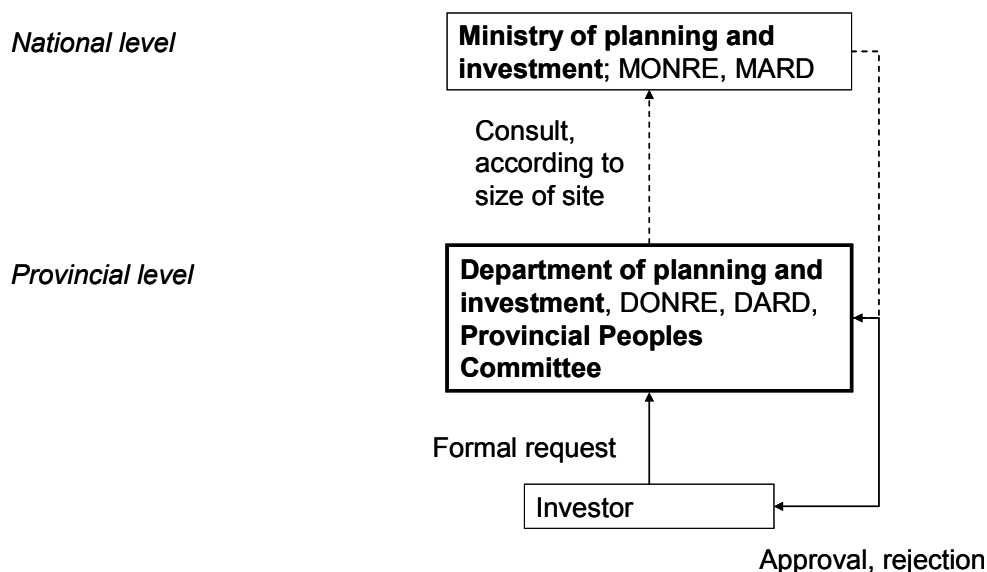 National level
Ministry of planning and
investment; MONRE, MARD
Consult,
according to
size of site
Provincial level
Department of planning and
investment, DONRE, DARD,
Provincial Peoples
Committee
Formal request
Investor
Approval, rejection